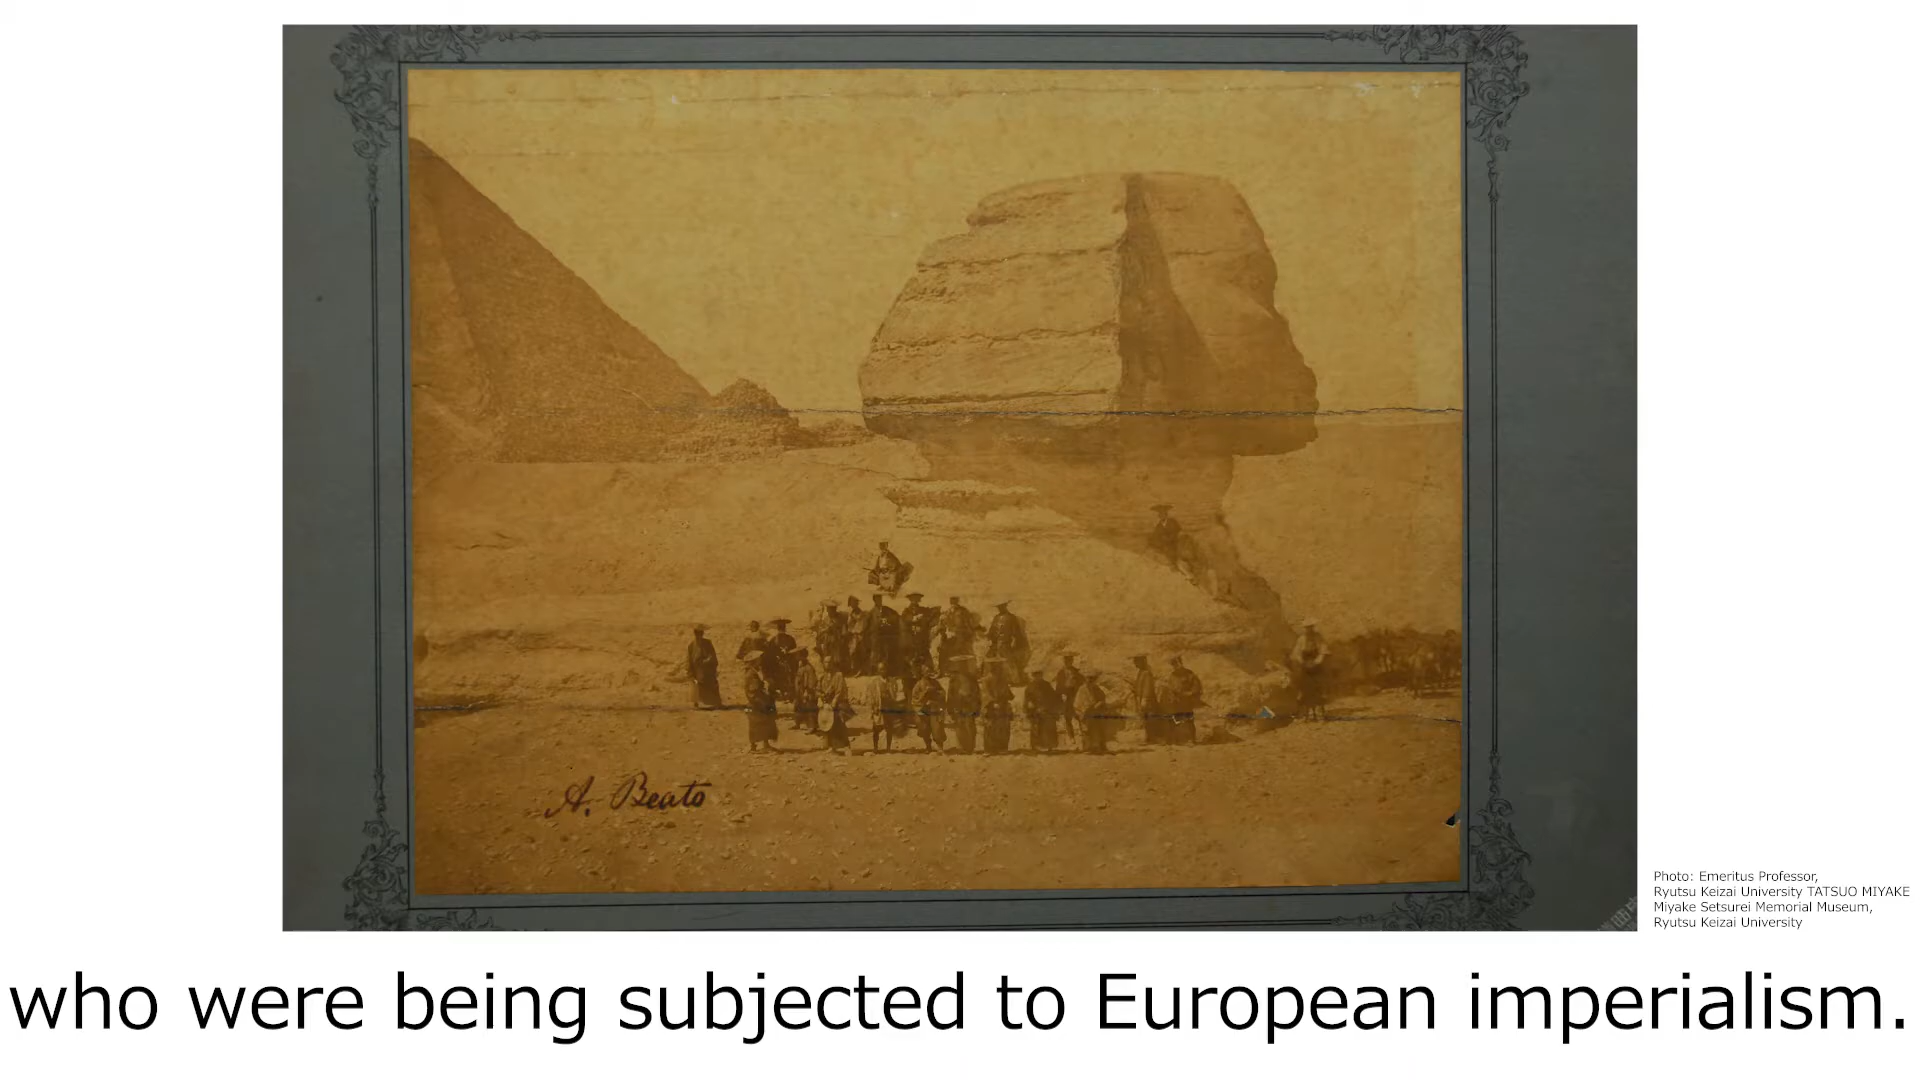 A. Beato
Photo: Emeritus Professor,
Ryutsu Keizai University TATSUO MIYAKE
Miyake Setsurei Memorial Museum,
Ryutsu Keizai University
who were being subjected to European imperialism.